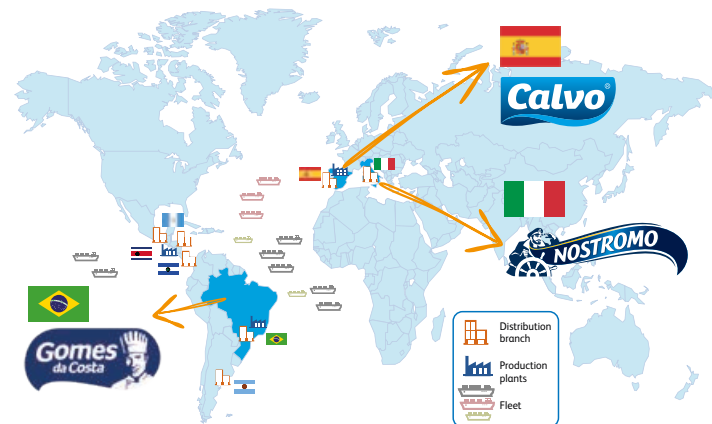 Calvo®
NOSTROMO
Gomes
da Costa
Distribution
branch
Production
plants
Fleet